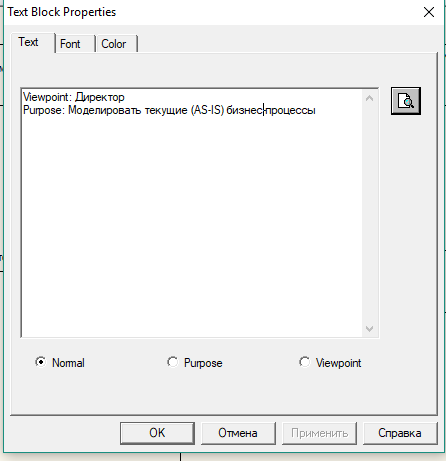 Text Block Properties
Text
Font
Color
Viewpoint: Директор
Purpose: Моделировать текущие (AS-IS) бизнес-процессы
Normal
Purpose
Viewpoint
OK
Отмена
Применить
Справка